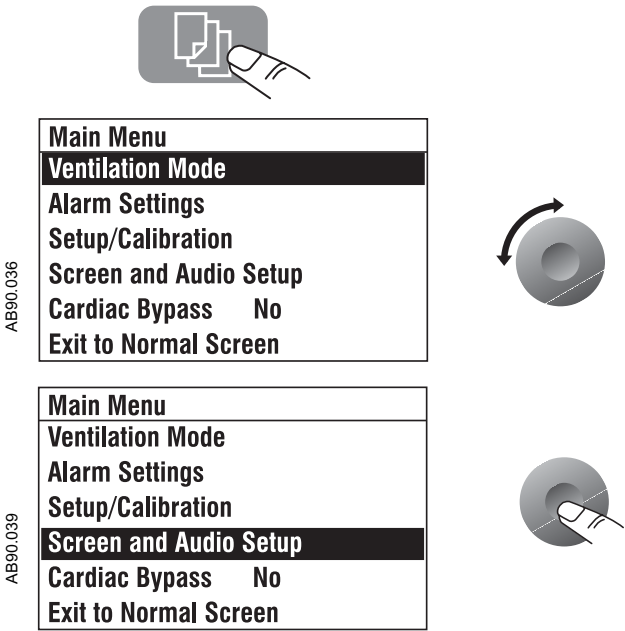 Main Menu
Ventilation Mode
Alarm Settings
Setup/Calibration
Screen and Audio Setup
Cardiac Bypass No
Exit to Normal Screen
AB90.036
Main Menu
Ventilation Mode
Alarm Settings
Setup/Calibration
Screen and Audio Setup
Cardiac Bypass No
Exit to Normal Screen
AB90.039